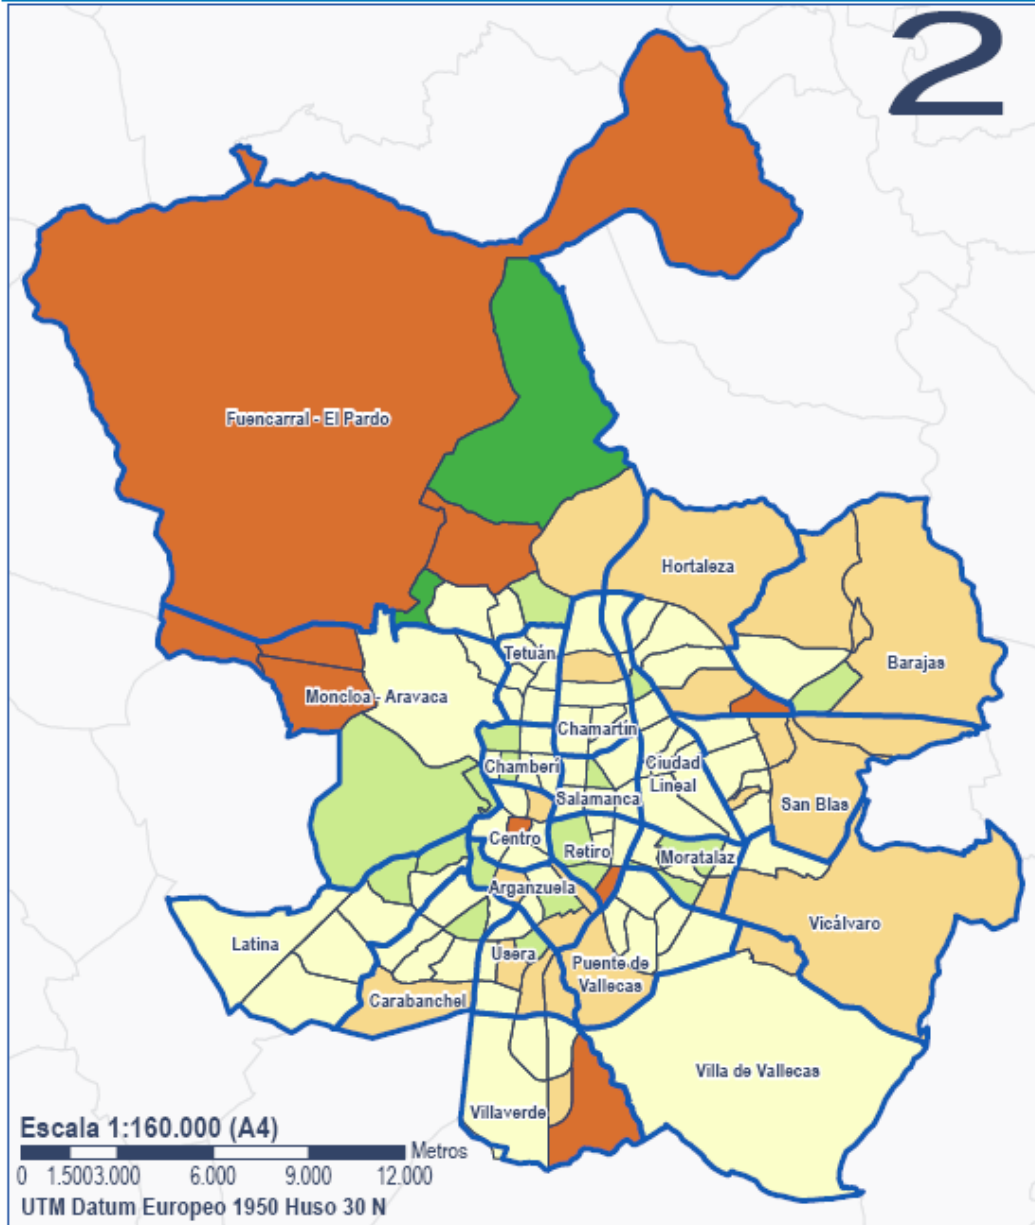 2
Fuencarral - El Pardo
Hortaleza
Tetuán
Barajas
Moncloa - Aravaca
Chamartín
Chamberí
Ciudad
Lineal
Salamanca
San Blas
Centro
Retiro
Moratalaz
Arganzuela
Vicálvaro
Latina
Usera
Puente de
Vallecas
Carabanchel
Villa de Vallecas
Villaverde
Escala 1:160.000 (A4)
Metros
0 1.5003.000 6.000 9.000 12.000
UTM Datum Europeo 1950 Huso 30 N